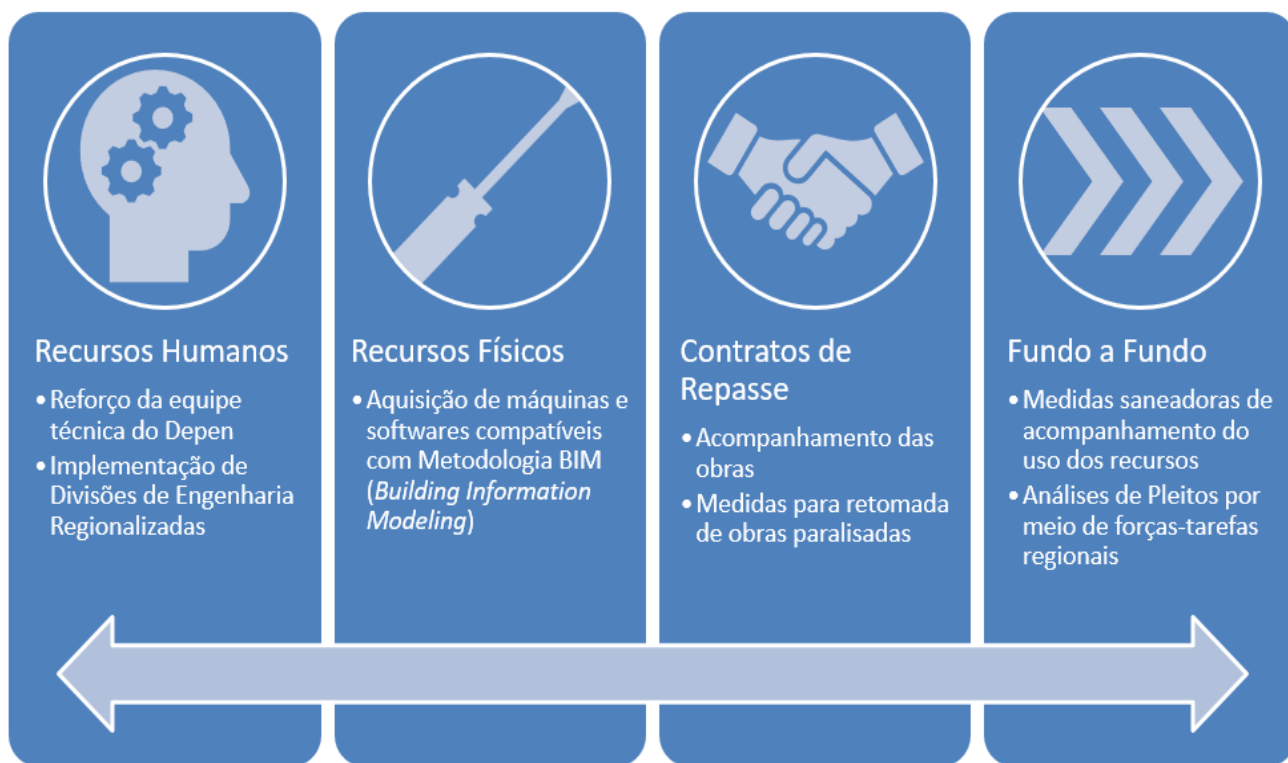 Recursos Humanos
• Reforço da equipe
técnica do Depen
• Implementação de
Divisões de Engenharia
Regionalizadas
Recursos Físicos
• Aquisição de máquinas e
softwares compatíveis
com Metodologia BIM
(Building Information
Modeling)
Contratos de
Repasse
• Acompanhamento das
obras
• Medidas para retomada
de obras paralisadas
Fundo a Fundo
• Medidas saneadoras de
acompanhamento do
uso dos recursos
• Análises de Pleitos por
meio de forças-tarefas
regionais